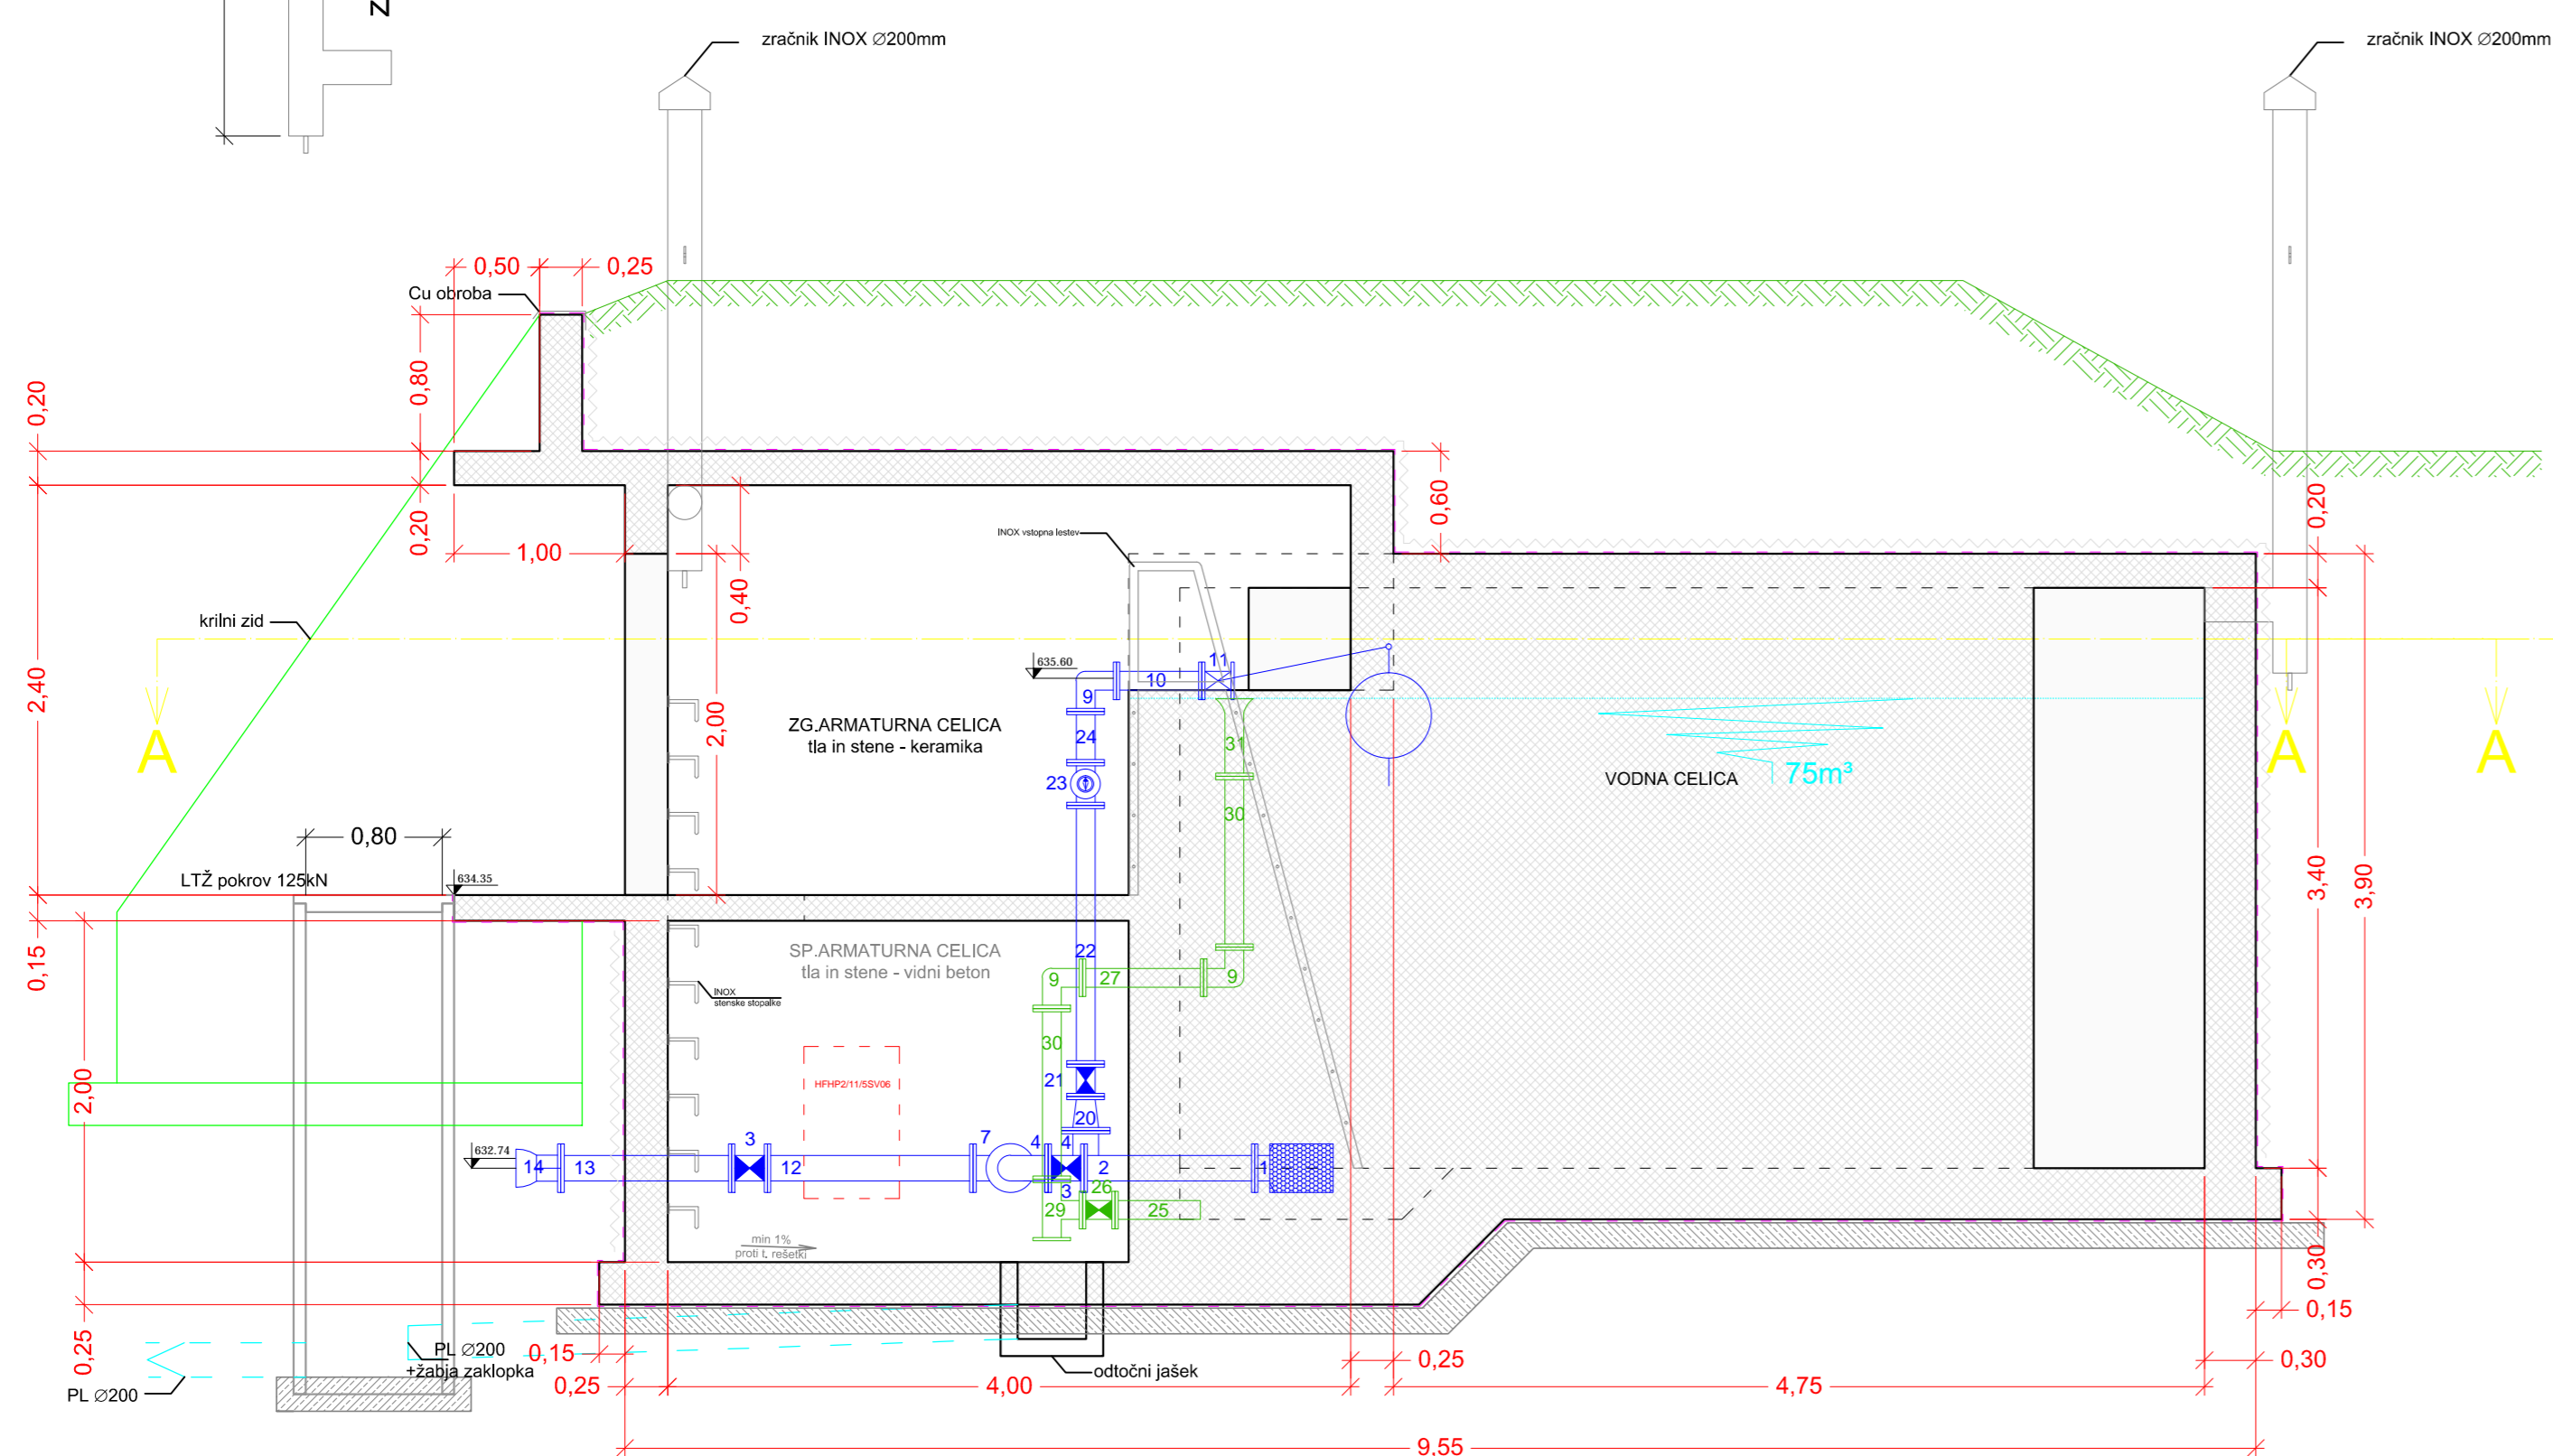 Z
zračnik INOX Ø200mm
zračnik INOX Ø200mm
0,50
0,25
Cu obroba
0,80
0,20
0,20
0,60
0,20
1,00
0,40
INOX vstopna lestev
krilni zid
2,40
2,00
635.60
11
10
9
ZG.ARMATURNA CELICA
tla in stene - keramika
24
31
23
30
VODNA CELICA
75m³
A
A
A
0,80
LTŽ pokrov 125kN
634.35
3,40
3,90
0,15
SP.ARMATURNA CELICA
tla in stene - vidni beton
22
9
27
9
INOX
stenske stopalke
30
2,00
HFHP2/11/5SV06
21
20
632.74
14
13
3
12
7
4
4
2
1
3
26
29
25
min 1%
proti t. rešetki
0,30
0,15
0,25
PL Ø200
+žabja zaklopka
PL Ø200
0,15
odtočni jašek
0,25
0,30
0,25
4,00
4,75
9,55